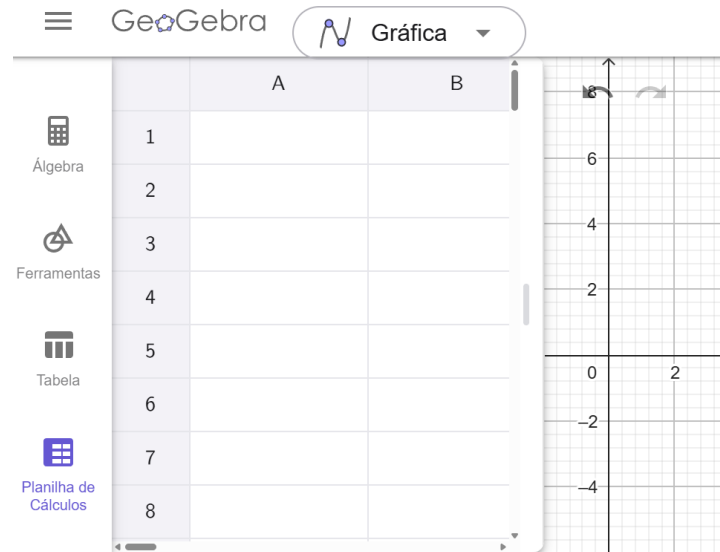 GeoGebra
Gráfica
A B
1
2
3
4
5
6
7
8
Álgebra
Ferramentas
Tabela
Planilha de
Cálculos
8
6
4
2
0 2
–2
–4